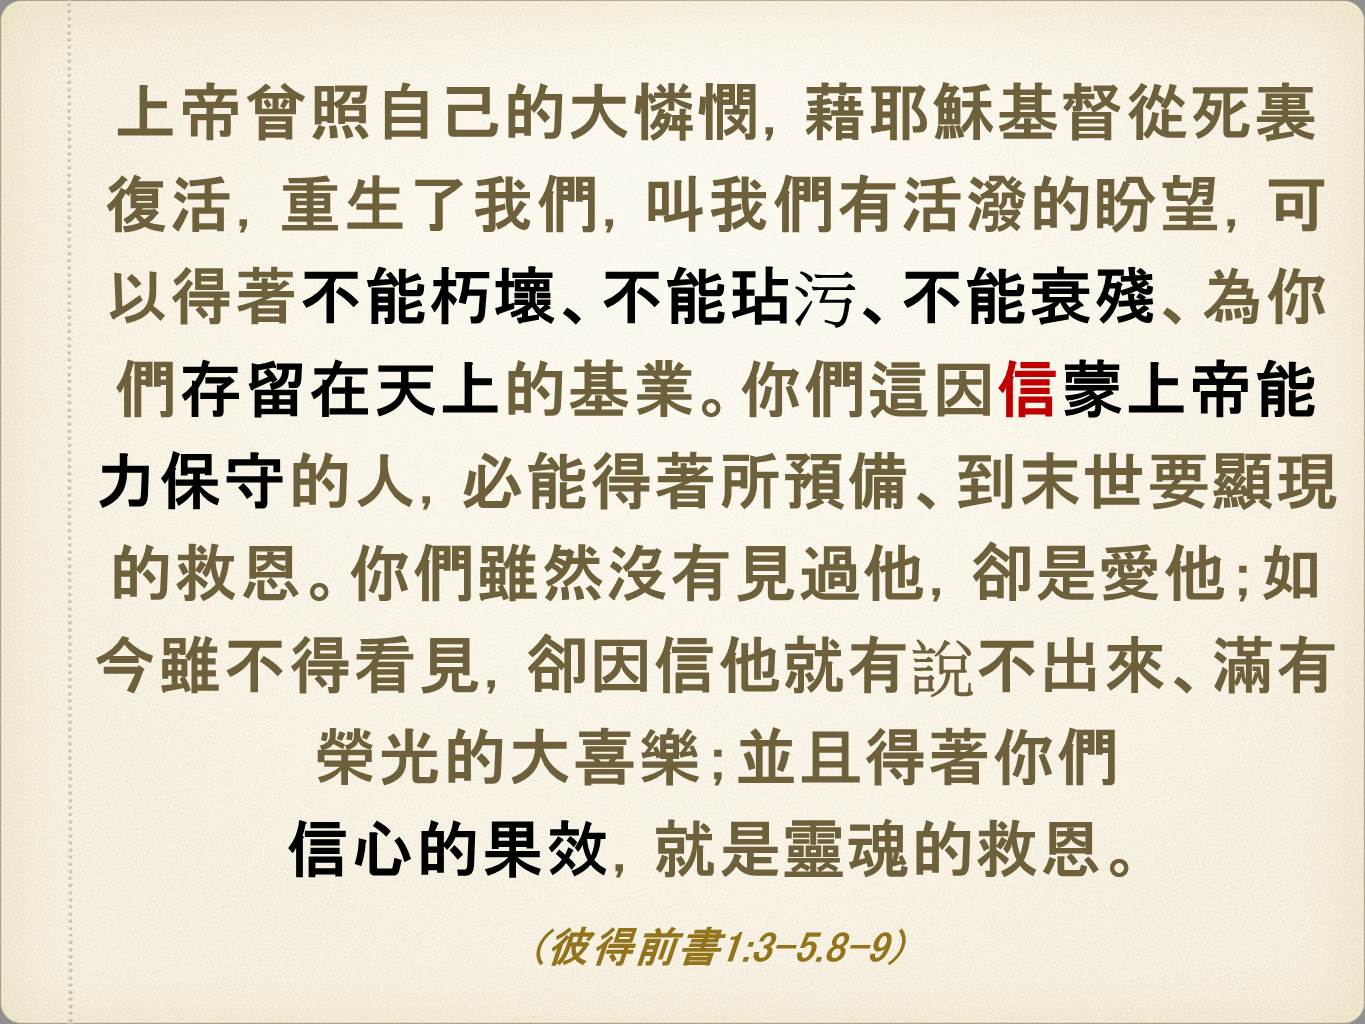 上帝曾照自己的大憐憫，藉耶穌基督從死裏
復活，重生了我們，叫我們有活潑的盼望，可
以得著不能朽壞、不能玷污、不能衰殘、為你
們存留在天上的基業。你們這因信蒙上帝能
力保守的人，必能得著所預備、到末世要顯現
的救恩。你們雖然沒有見過他，卻是愛他；如
今雖不得看見，卻因信他就有說不出來、滿有
榮光的大喜樂；並且得著你們
信心的果效，就是靈魂的救恩。
(彼得前書1:3-5.8-9)